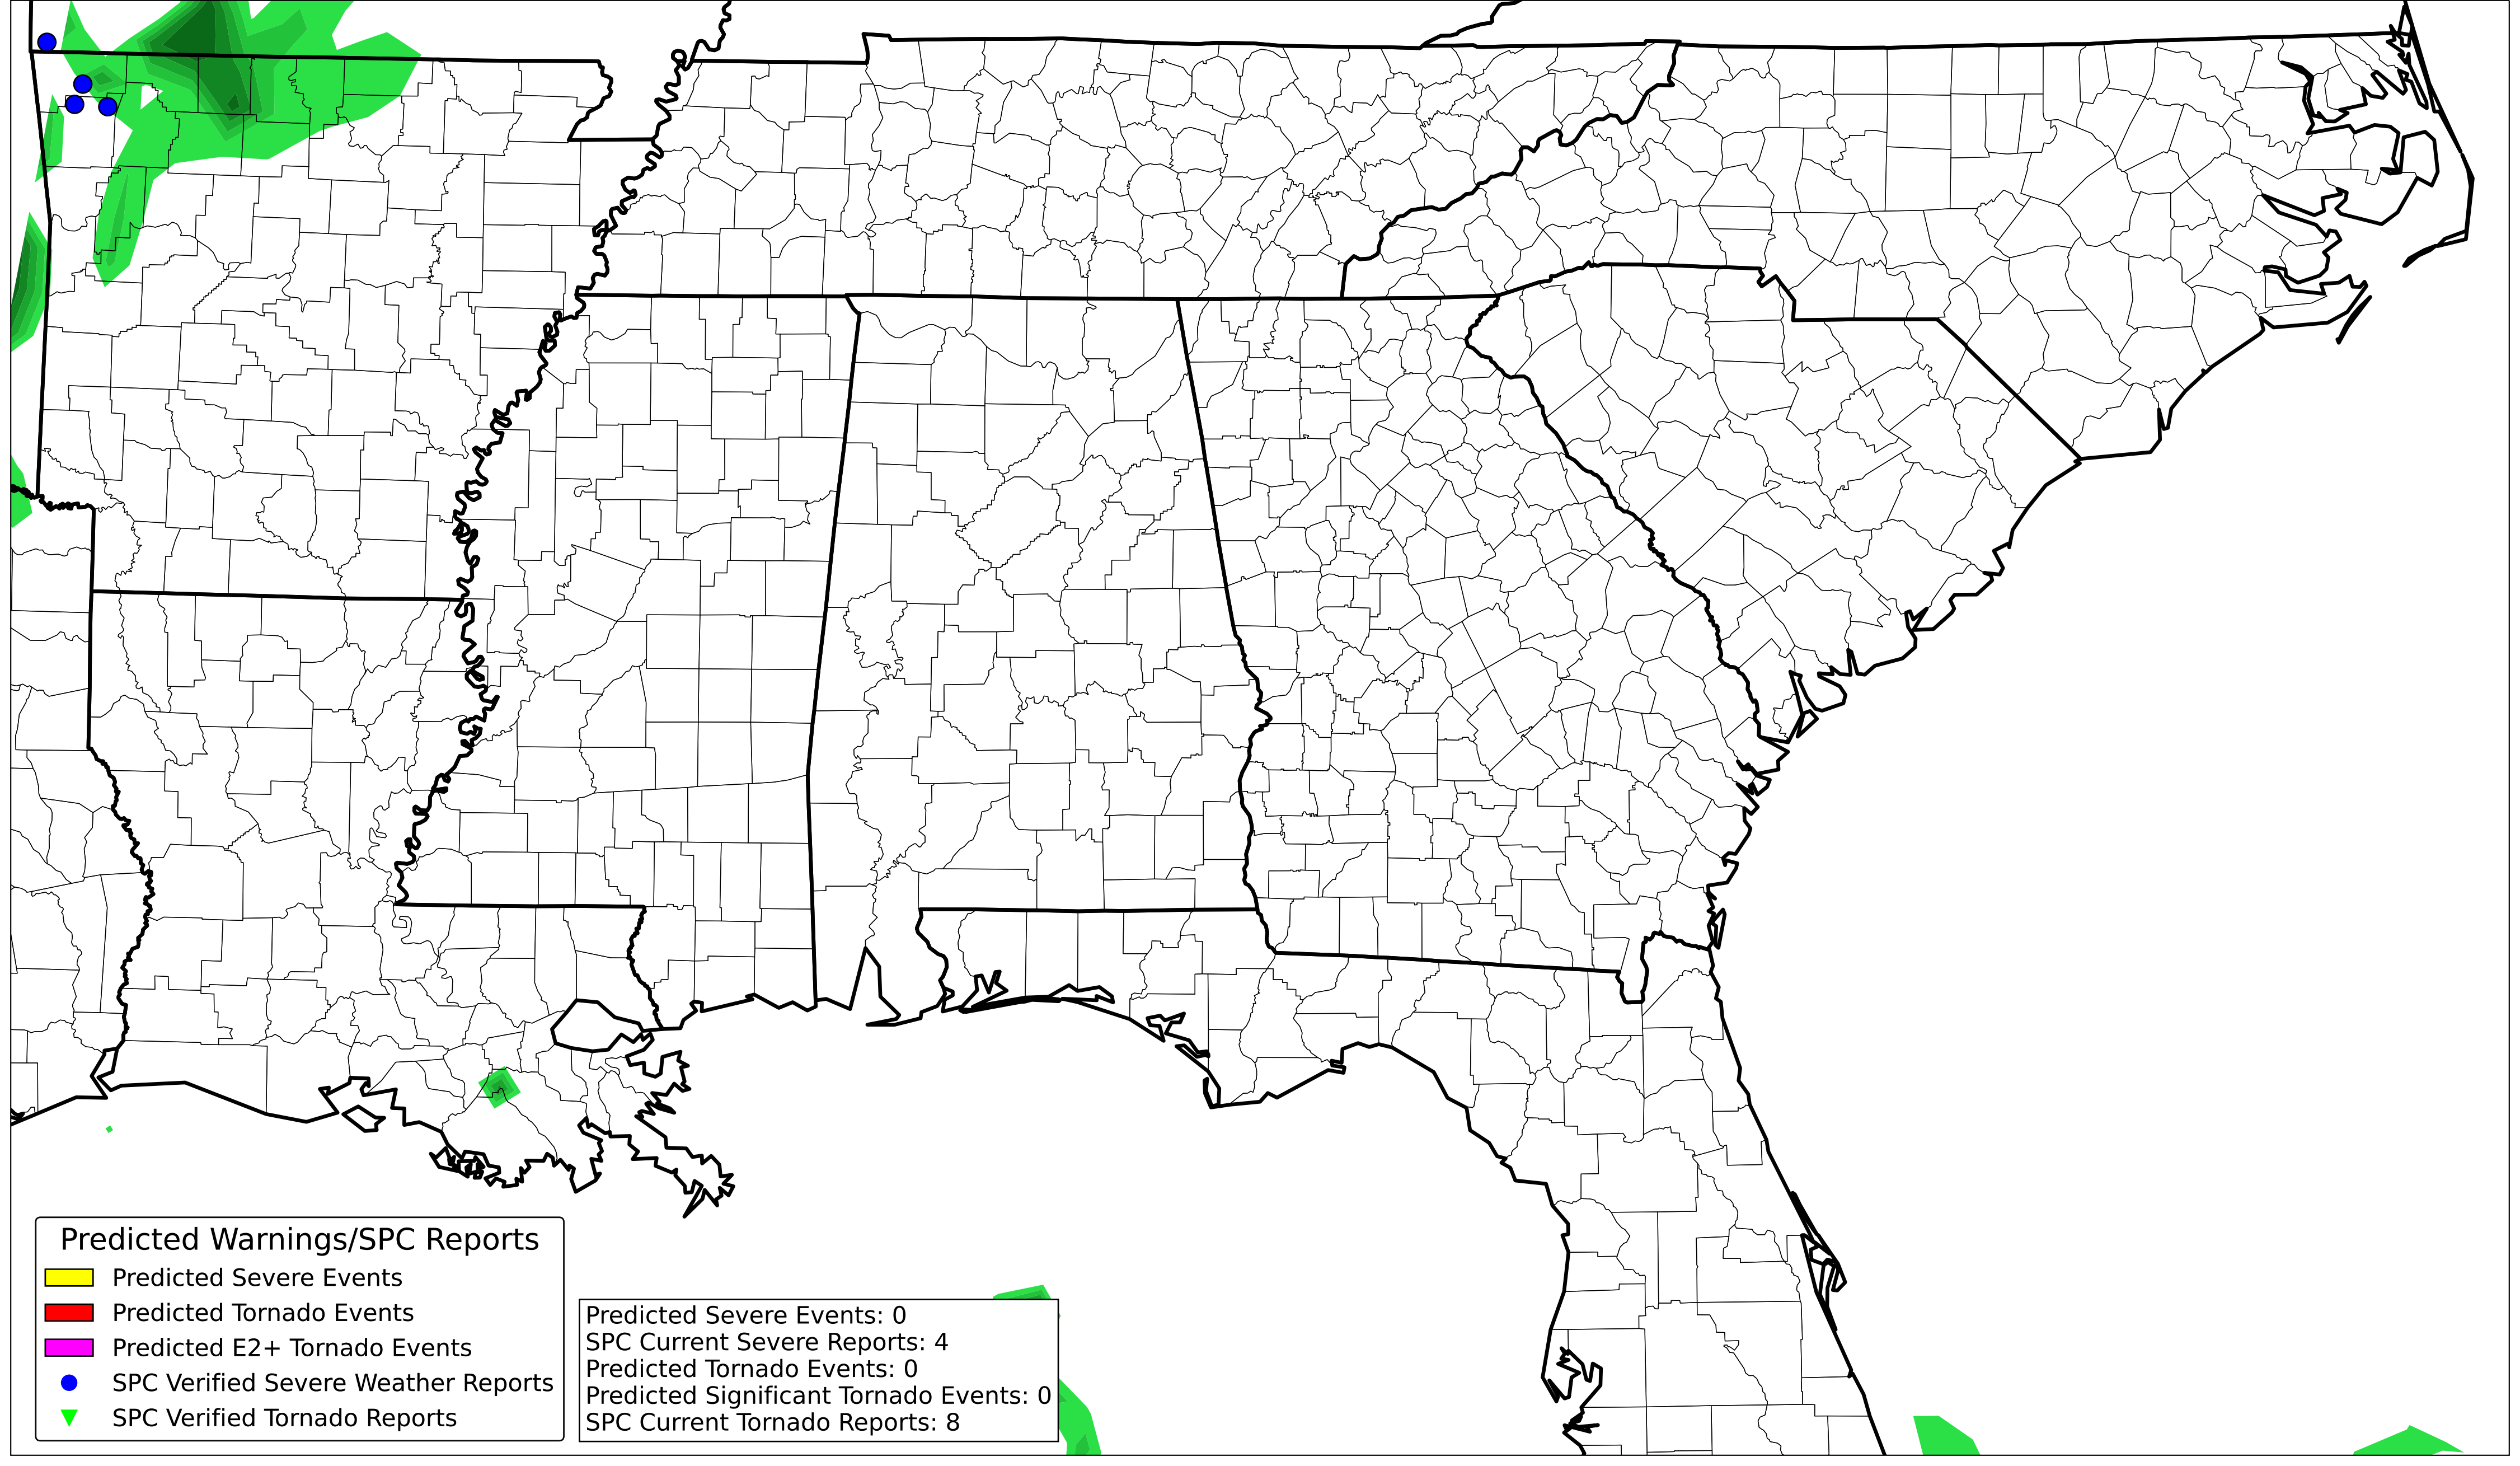 Predicted Warnings/SPC Reports
Predicted Severe Events
Predicted Tornado Events
Predicted E2+ Tornado Events
SPC Verified Severe Weather Reports
SPC Verified Tornado Reports
Predicted Severe Events: 0
SPC Current Severe Reports: 4
Predicted Tornado Events: 0
Predicted Significant Tornado Events: 0
SPC Current Tornado Reports: 8